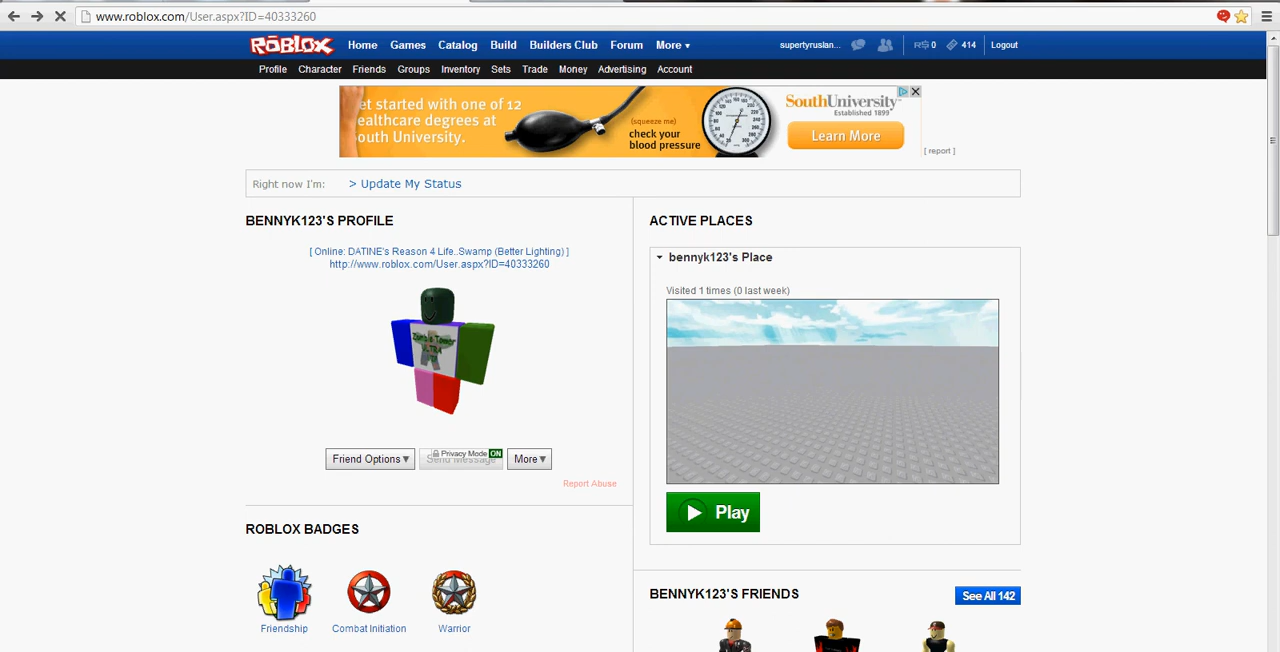 www.roblox.com/User.aspx?ID=40333260
ROBLOX Home Games Catalog Build Builders Club Forum More supertyruslan... R$ 0 414 Logout
Profile Character Friends Groups Inventory Sets Trade Money Advertising Account
et started with one of 12
ealthcare degrees at
outh University.
(squeeze me)
check your
blood pressure
SouthUniversity
Established 1899
Learn More
[ report ]
Right now I'm: > Update My Status
BENNYK123'S PROFILE
[ Online: DATINE's Reason 4 Life..Swamp (Better Lighting) ]
http://www.roblox.com/User.aspx?ID=40333260
Zombie Tower
ULTRA
Friend Options Send Message Privacy Mode ON More
Report Abuse
ROBLOX BADGES
Friendship Combat Initiation Warrior
ACTIVE PLACES
bennyk123's Place
Visited 1 times (0 last week)
Play
BENNYK123'S FRIENDS See All 142